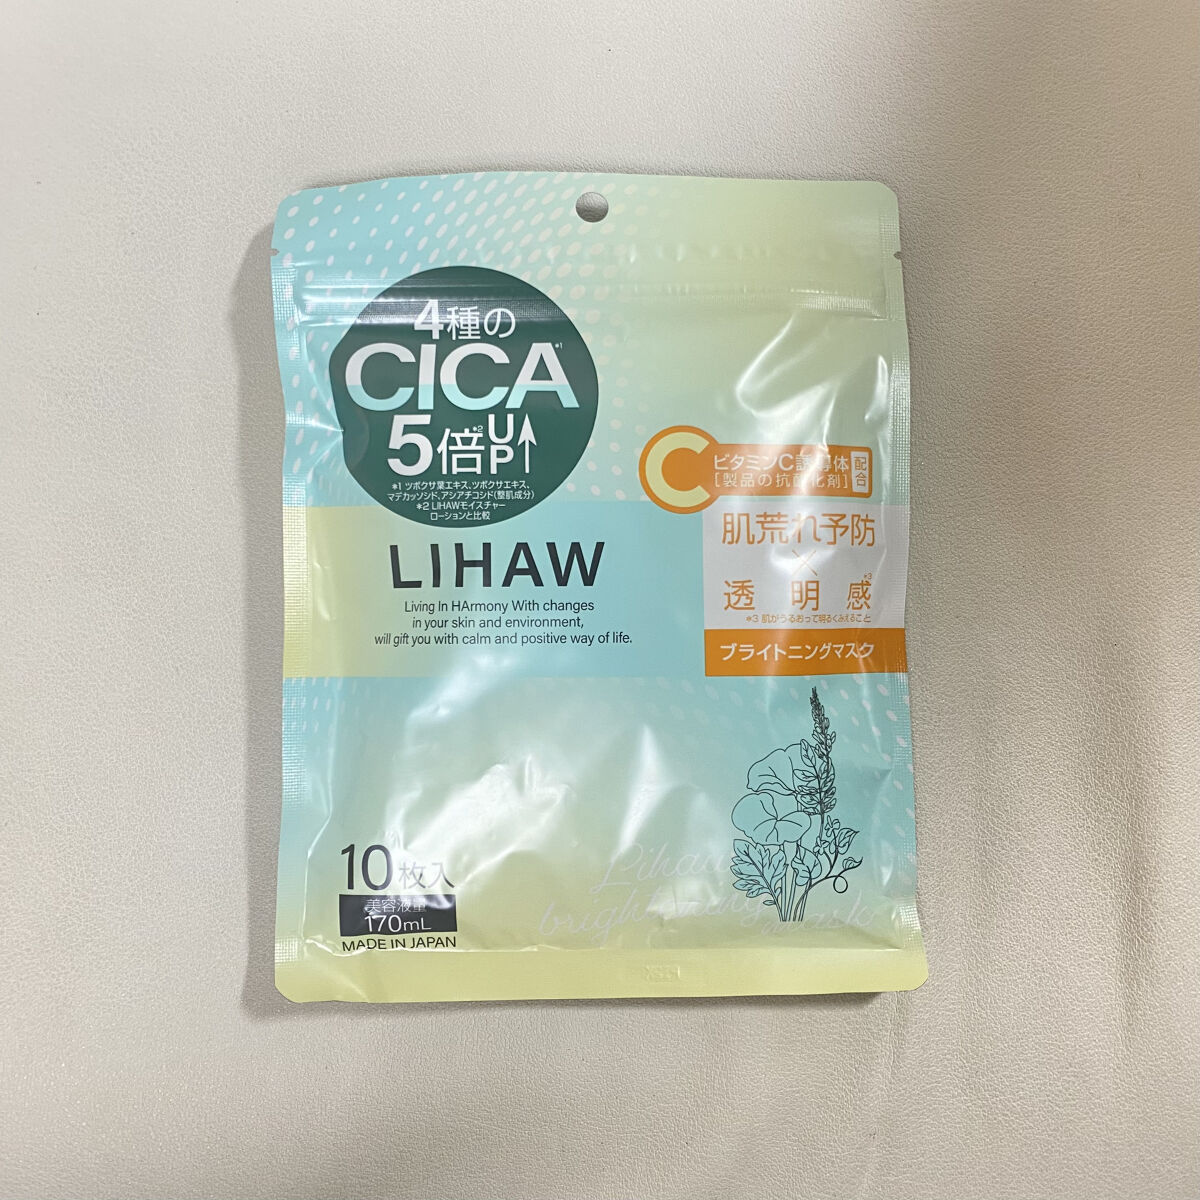 4種の
CICA*1
5倍*2 UP
*1 ツボクサ葉エキス、ツボクサエキス、
マデカッソシド、アシアチコシド(整肌成分)
*2 LIHAWモイスチャー
ローションと比較
C
ビタミンC誘導体
[製品の抗酸化剤]
配合
肌荒れ予防
×
透明感*3
*3 肌がうるおって明るくみえること
ブライトニングマスク
LIHAW
Living In HArmony With changes
in your skin and environment,
will gift you with calm and positive way of life.
10枚入
美容液量
170mL
MADE IN JAPAN
Lihaw
brightening mask